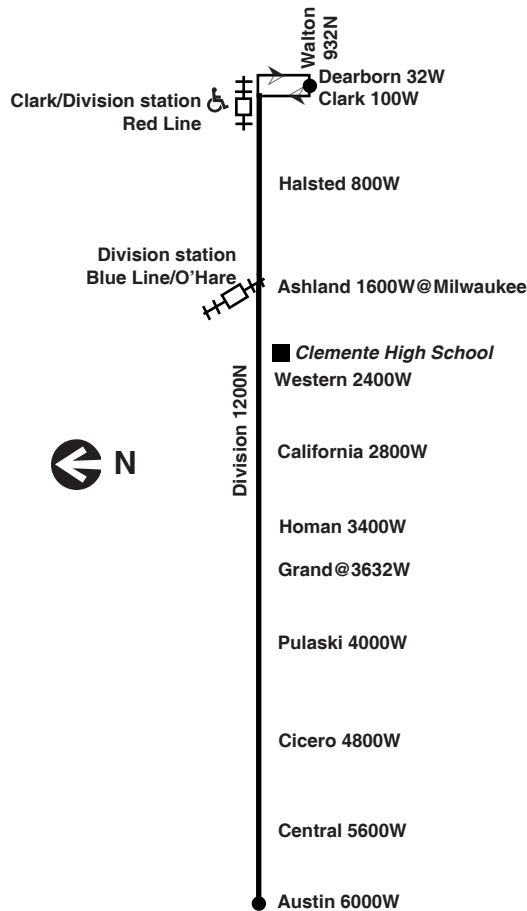 Walton
932N
Dearborn 32W
Clark 100W
Clark/Division station
Red Line
Halsted 800W
Division station
Blue Line/O'Hare
Ashland 1600W@Milwaukee
Clemente High School
Western 2400W
Division 1200N
California 2800W
N
Homan 3400W
Grand@3632W
Pulaski 4000W
Cicero 4800W
Central 5600W
Austin 6000W